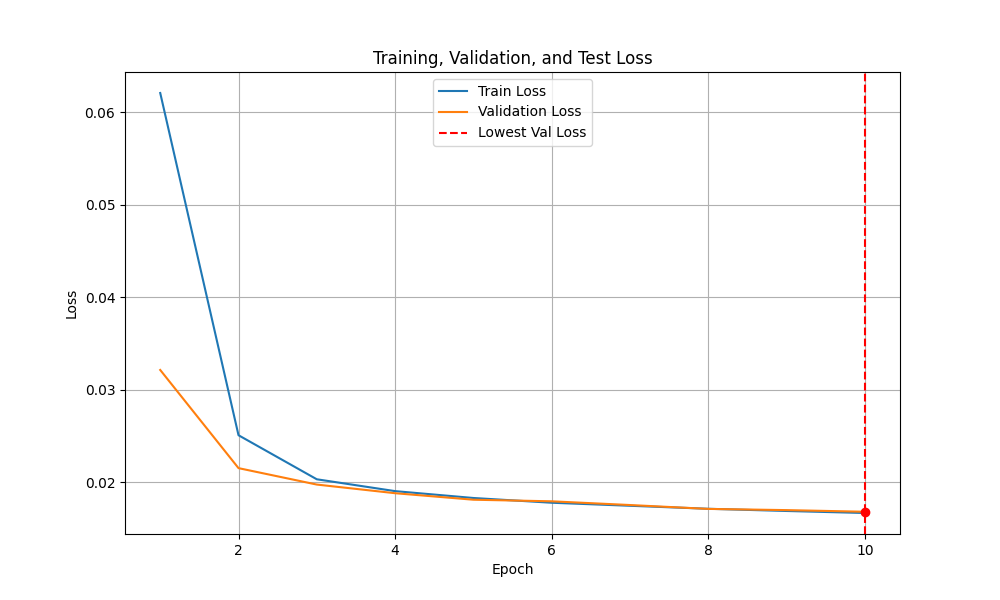 Training, Validation, and Test Loss
Train Loss
Validation Loss
Lowest Val Loss
0.06
0.05
0.04
0.03
0.02
Loss
2
4
6
8
10
Epoch